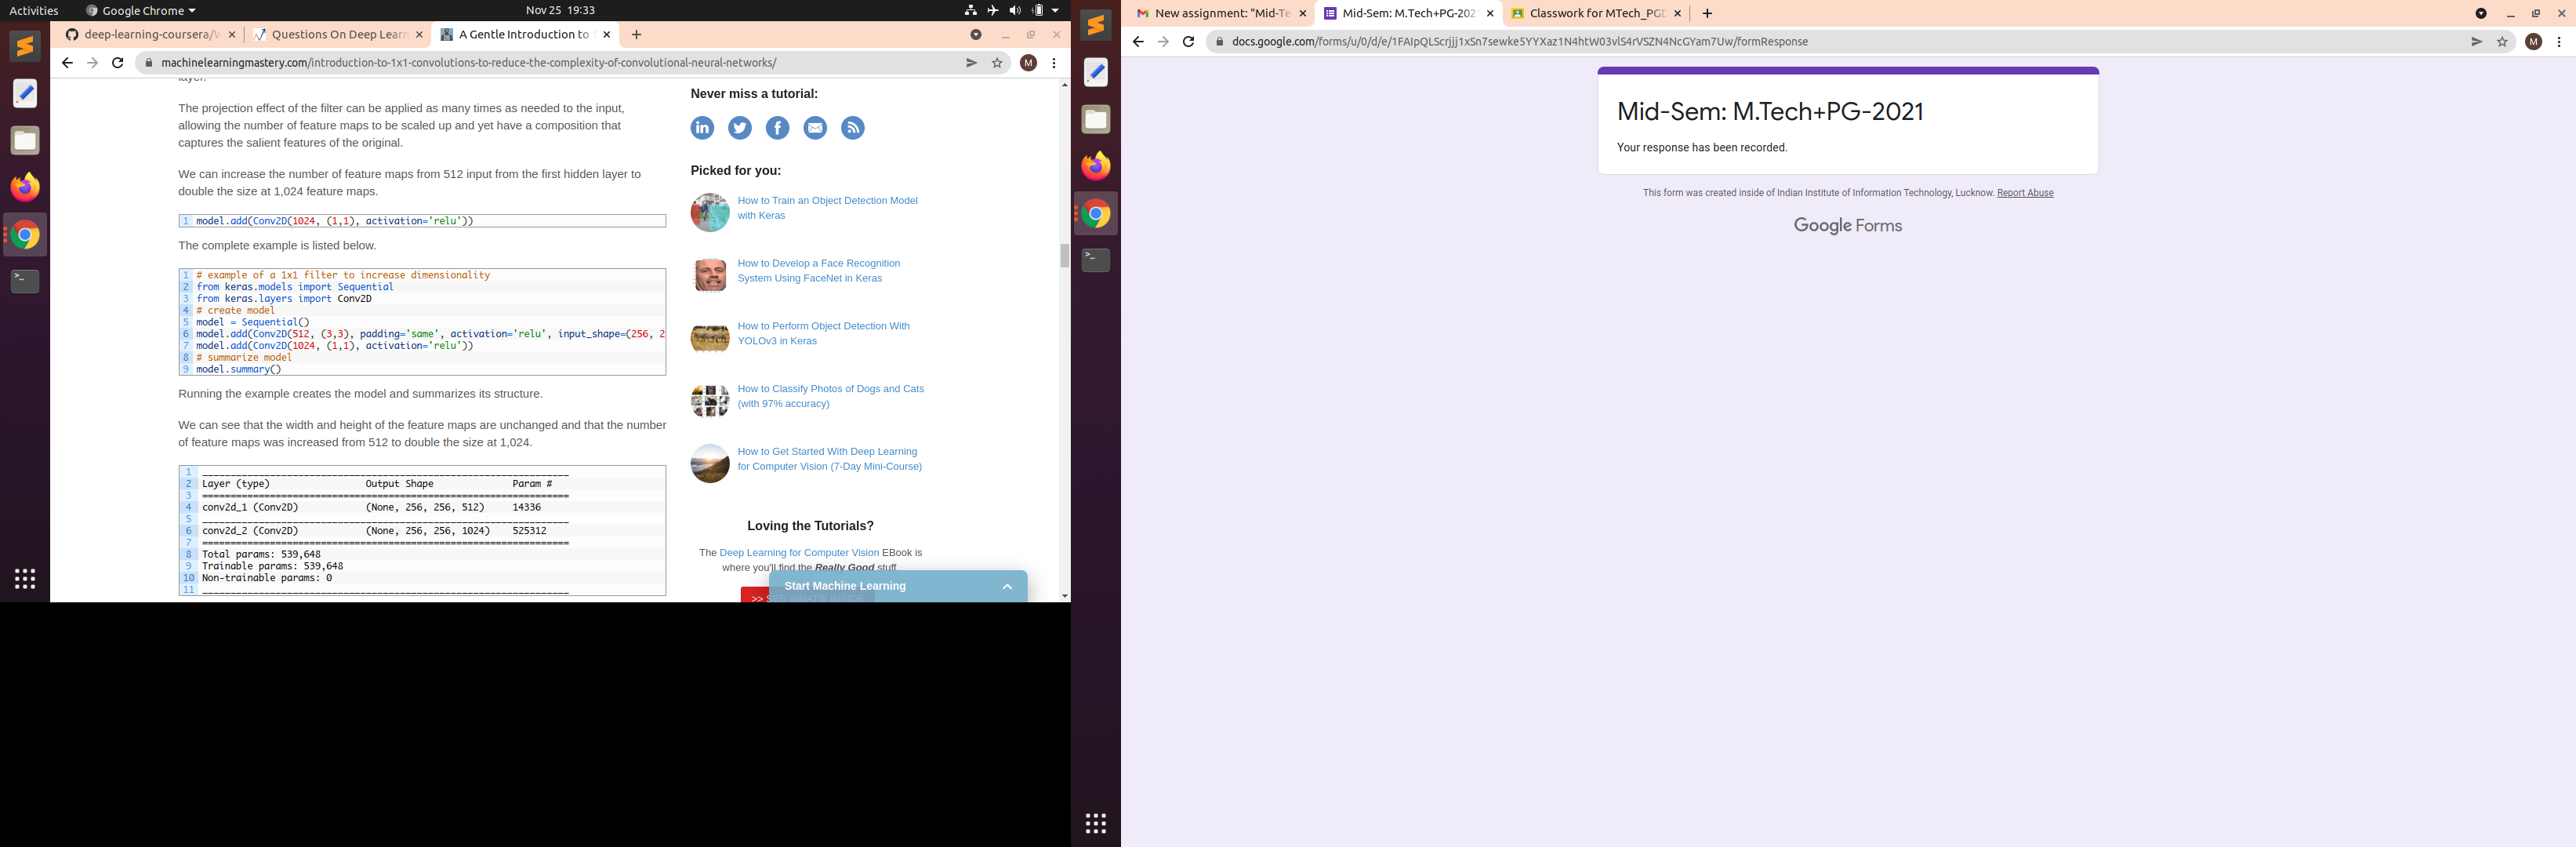 Activities
Google Chrome
Nov 25 19:33
deep-learning-coursera/
Questions On Deep Learn
A Gentle Introduction to
machinelearningmastery.com/introduction-to-1x1-convolutions-to-reduce-the-complexity-of-convolutional-neural-networks/
M
layer.
The projection effect of the filter can be applied as many times as needed to the input,
allowing the number of feature maps to be scaled up and yet have a composition that
captures the salient features of the original.
We can increase the number of feature maps from 512 input from the first hidden layer to
double the size at 1,024 feature maps.
1 model.add(Conv2D(1024, (1,1), activation='relu'))
The complete example is listed below.
1 # example of a 1x1 filter to increase dimensionality
2 from keras.models import Sequential
3 from keras.layers import Conv2D
4 # create model
5 model = Sequential()
6 model.add(Conv2D(512, (3,3), padding='same', activation='relu', input_shape=(256, 2
7 model.add(Conv2D(1024, (1,1), activation='relu'))
8 # summarize model
9 model.summary()
Running the example creates the model and summarizes its structure.
We can see that the width and height of the feature maps are unchanged and that the number
of feature maps was increased from 512 to double the size at 1,024.
1 _________________________________________________________________
2 Layer (type) Output Shape Param #
3 =================================================================
4 conv2d_1 (Conv2D) (None, 256, 256, 512) 14336
5 _________________________________________________________________
6 conv2d_2 (Conv2D) (None, 256, 256, 1024) 525312
7 =================================================================
8 Total params: 539,648
9 Trainable params: 539,648
10 Non-trainable params: 0
11 _________________________________________________________________
Never miss a tutorial:
Picked for you:
How to Train an Object Detection Model
with Keras
How to Develop a Face Recognition
System Using FaceNet in Keras
How to Perform Object Detection With
YOLOv3 in Keras
How to Classify Photos of Dogs and Cats
(with 97% accuracy)
How to Get Started With Deep Learning
for Computer Vision (7-Day Mini-Course)
Loving the Tutorials?
The Deep Learning for Computer Vision EBook is
where you'll find the Really Good stuff.
>> SEE WHAT'S INSIDE
Start Machine Learning
New assignment: "Mid-Te
Mid-Sem: M.Tech+PG-2021
Classwork for MTech_PG
docs.google.com/forms/u/0/d/e/1FAIpQLScrjjj1xSn7sewke5YYXaz1N4htW03vlS4rVSZN4NcGYam7Uw/formResponse
M
Mid-Sem: M.Tech+PG-2021
Your response has been recorded.
This form was created inside of Indian Institute of Information Technology, Lucknow. Report Abuse
Google Forms